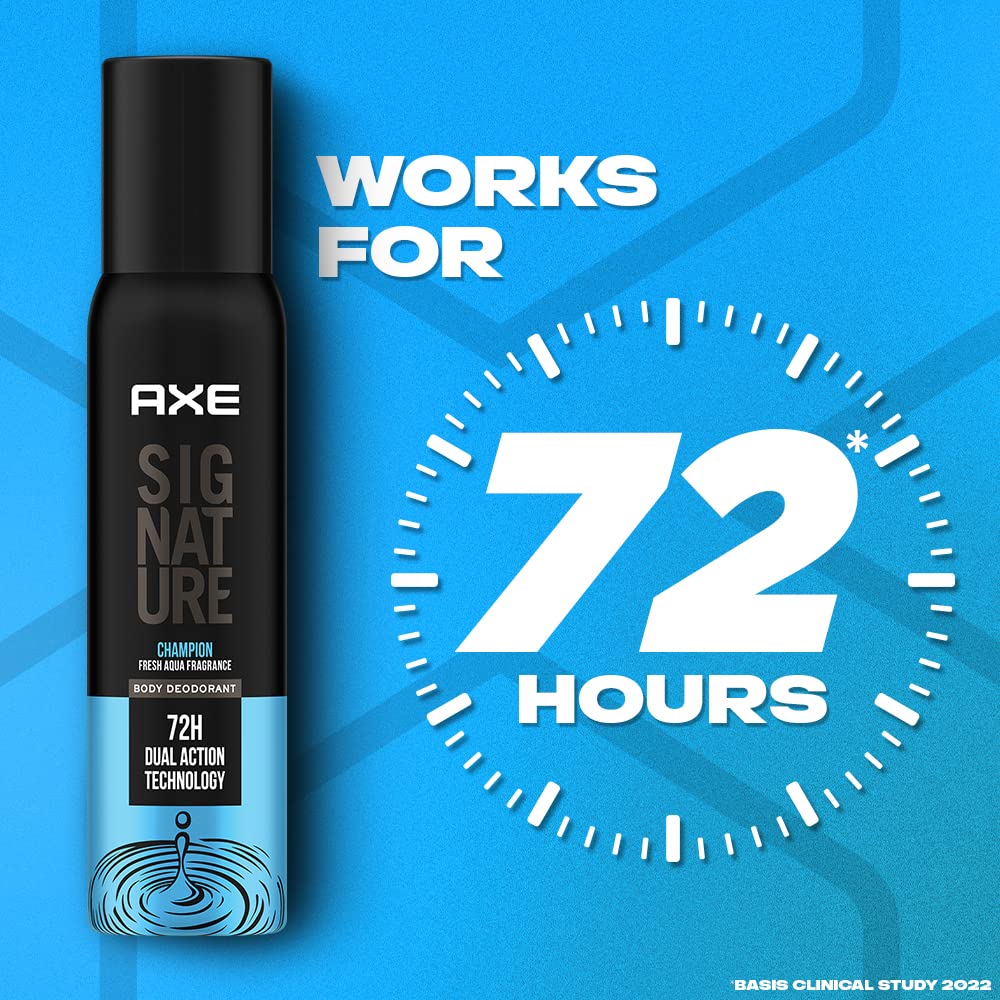 AXE
SIG
NAT
URE
CHAMPION
FRESH AQUA FRAGRANCE
BODY DEODORANT
72H
DUAL ACTION
TECHNOLOGY
WORKS
FOR
72*
HOURS
*BASIS CLINICAL STUDY 2022